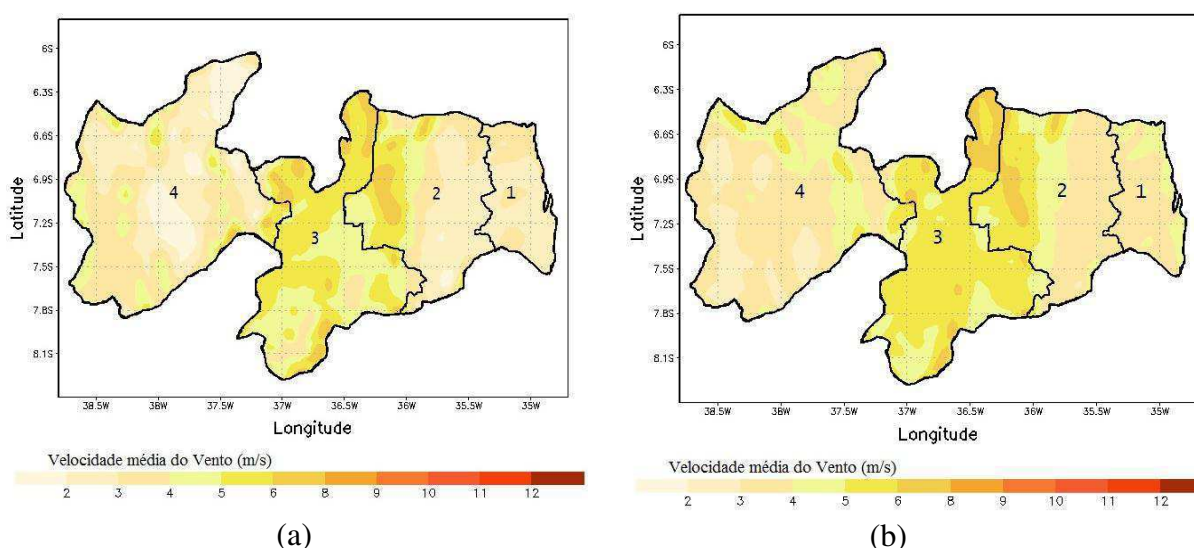 6S
6.3S
6.6S
6.9S
7.2S
7.5S
7.8S
8.1S
Latitude
4
3
2
1
38.5W 38W 37.5W 37W 36.5W 36W 35.5W 35W
Longitude
Velocidade média do Vento (m/s)
2 3 4 5 6 8 9 10 11 12
(a)
6S
6.3S
6.6S
6.9S
7.2S
7.5S
7.8S
8.1S
Latitude
4
3
2
1
38.5W 38W 37.5W 37W 36.5W 36W 35.5W 35W
Longitude
Velocidade média do Vento (m/s)
2 3 4 5 6 8 9 10 11 12
(b)